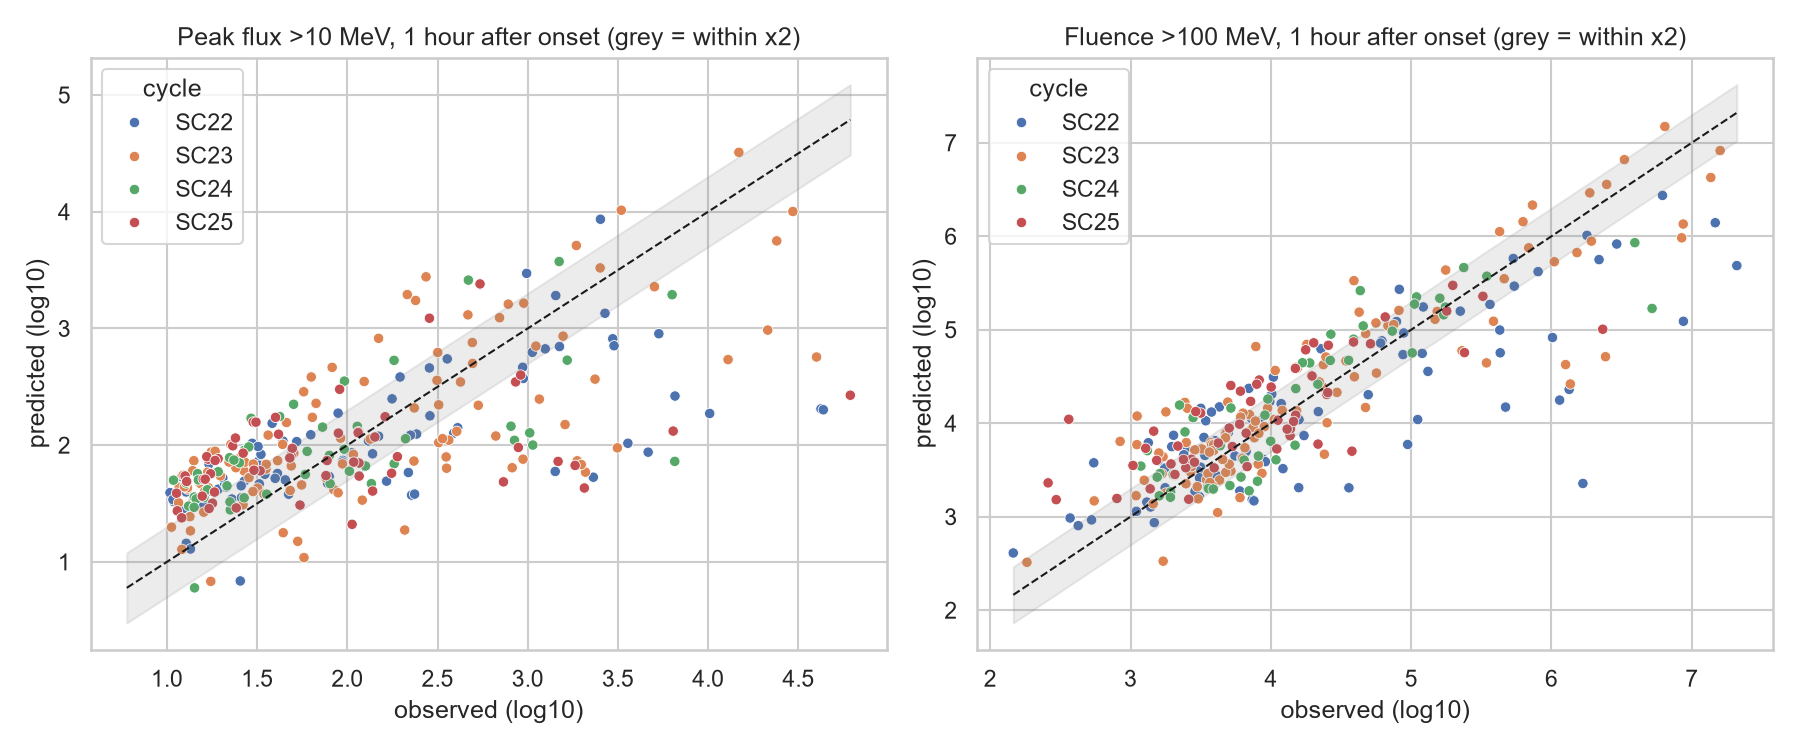 Peak flux >10 MeV, 1 hour after onset (grey = within x2)
cycle
SC22
SC23
SC24
SC25
5
4
3
2
1
predicted (log10)
1.0 1.5 2.0 2.5 3.0 3.5 4.0 4.5
observed (log10)
Fluence >100 MeV, 1 hour after onset (grey = within x2)
cycle
SC22
SC23
SC24
SC25
7
6
5
4
3
2
predicted (log10)
2 3 4 5 6 7
observed (log10)